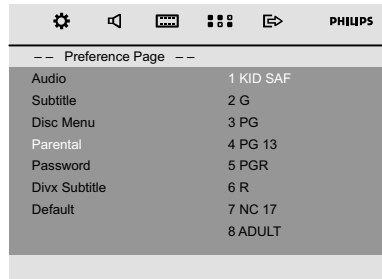 PHILIPS
-- Preference Page --
Audio 1 KID SAF
Subtitle 2 G
Disc Menu 3 PG
Parental 4 PG 13
Password 5 PGR
Divx Subtitle 6 R
Default 7 NC 17
8 ADULT